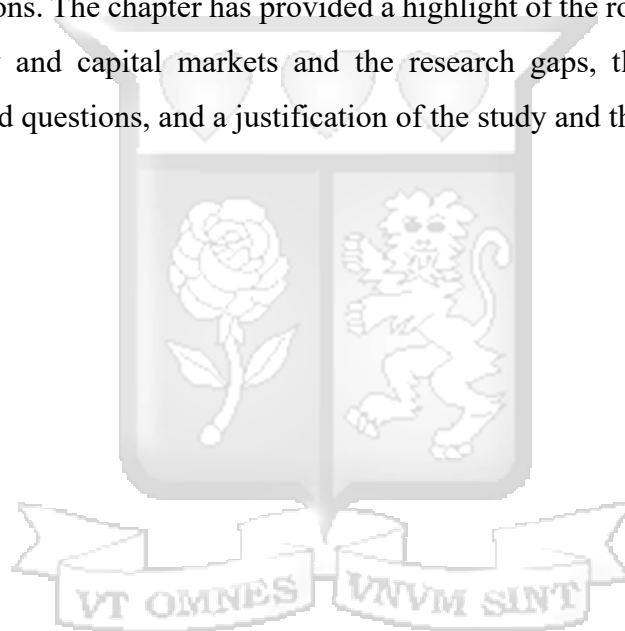 ons. The chapter has provided a highlight of the ro
and capital markets and the research gaps, th
d questions, and a justification of the study and th
VT OMNES VNVM SINT